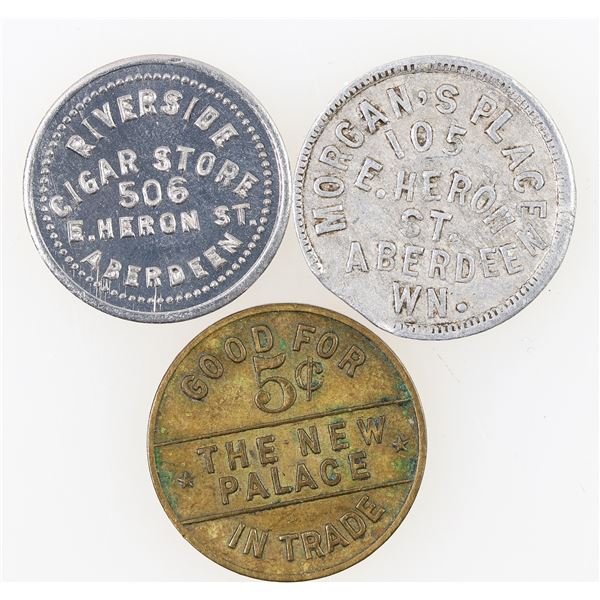 RIVERSIDE
CIGAR STORE
506
E. HERON ST.
ABERDEEN
MORGAN'S PLACE
105
E. HERON
ST.
ABERDEEN
WN.
GOOD FOR
5¢
THE NEW
PALACE
IN TRADE